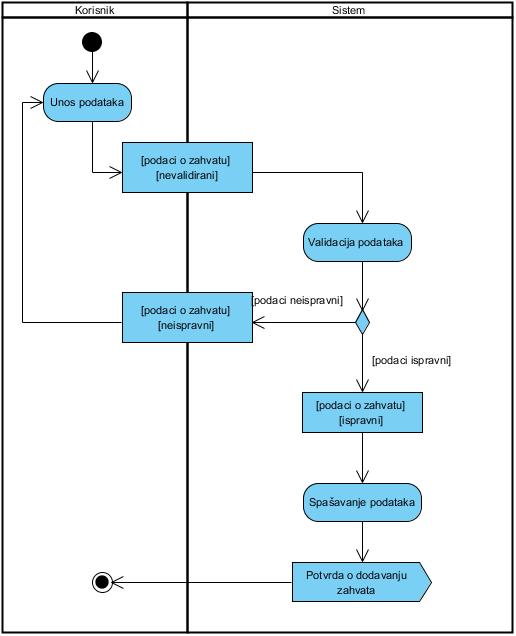 Korisnik
Sistem
Unos podataka
[podaci o zahvatu]
[nevalidirani]
Validacija podataka
[podaci neispravni]
[podaci o zahvatu]
[neispravni]
[podaci ispravni]
[podaci o zahvatu]
[ispravni]
Spašavanje podataka
Potvrda o dodavanju
zahvata